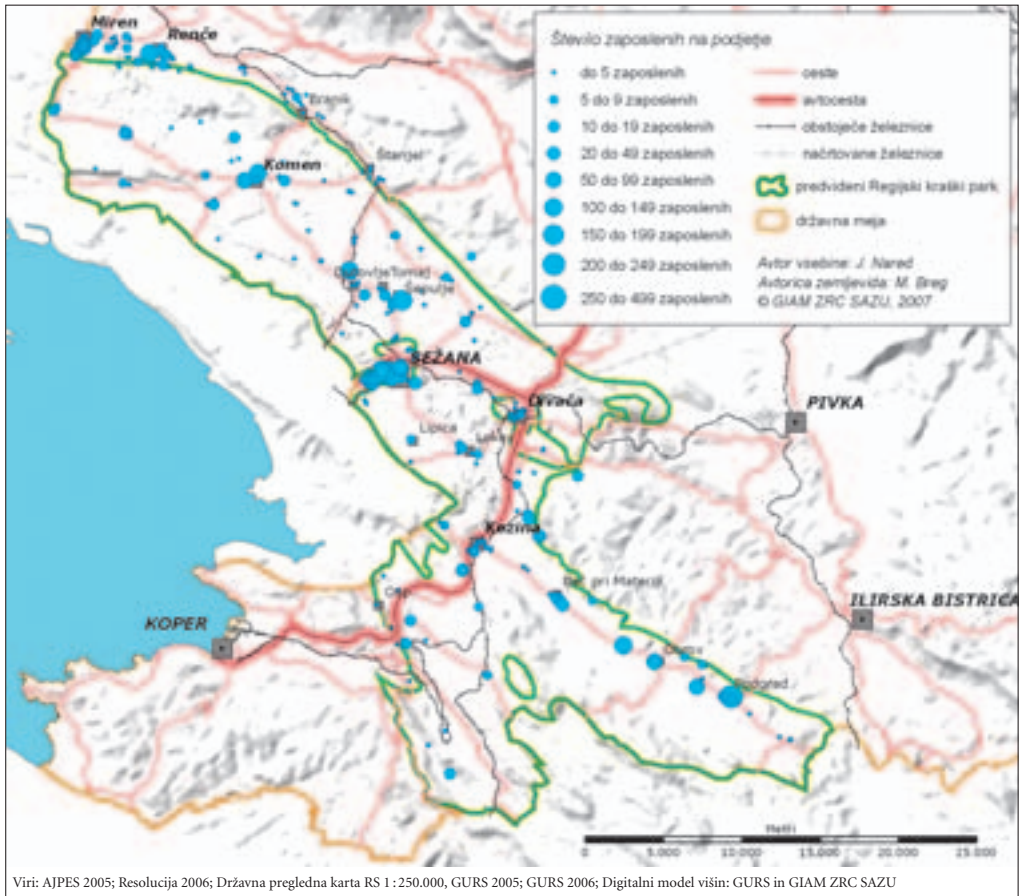 Miren
Renče
Branik
Štanjel
Komen
Tomaj
Šepulje
SEŽANA
Divača
Lipica
Lokev
PIVKA
Kozina
pri Materiji
ILIRSKA BISTRICA
KOPER
Podgrad
Število zaposlenih na podjetje
do 5 zaposlenih
5 do 9 zaposlenih
10 do 19 zaposlenih
20 do 49 zaposlenih
50 do 99 zaposlenih
100 do 149 zaposlenih
150 do 199 zaposlenih
200 do 249 zaposlenih
250 do 499 zaposlenih
ceste
avtocesta
obstoječe železnice
načrtovane železnice
predvideni Regijski kraški park
državna meja
Avtor vsebine: J. Nared
Avtorica zemljevida: M. Breg
© GIAM ZRC SAZU, 2007
Metri
0 5.000 10.000 15.000 20.000 25.000
Viri: AJPES 2005; Resolucija 2006; Državna pregledna karta RS 1:250.000, GURS 2005; GURS 2006; Digitalni model višin: GURS in GIAM ZRC SAZU